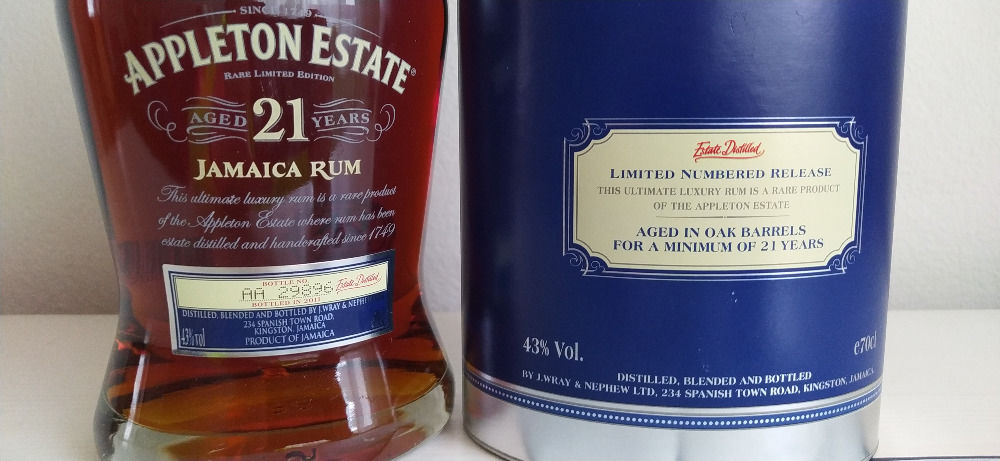 SINCE 1749
APPLETON ESTATE®
RARE LIMITED EDITION
AGED 21 YEARS
JAMAICA RUM
This ultimate luxury rum is a rare product
of the Appleton Estate where rum has been
estate distilled and handcrafted since 1749
BOTTLE NO
AA 29896 Estate Distilled
BOTTLED IN 2011
DISTILLED, BLENDED AND BOTTLED BY J.WRAY & NEPHEW
234 SPANISH TOWN ROAD,
KINGSTON, JAMAICA
43% vol PRODUCT OF JAMAICA
Estate Distilled
LIMITED NUMBERED RELEASE
THIS ULTIMATE LUXURY RUM IS A RARE PRODUCT
OF THE APPLETON ESTATE
AGED IN OAK BARRELS
FOR A MINIMUM OF 21 YEARS
43% Vol. e70cl
DISTILLED, BLENDED AND BOTTLED
BY J.WRAY & NEPHEW LTD, 234 SPANISH TOWN ROAD, KINGSTON, JAMAICA.